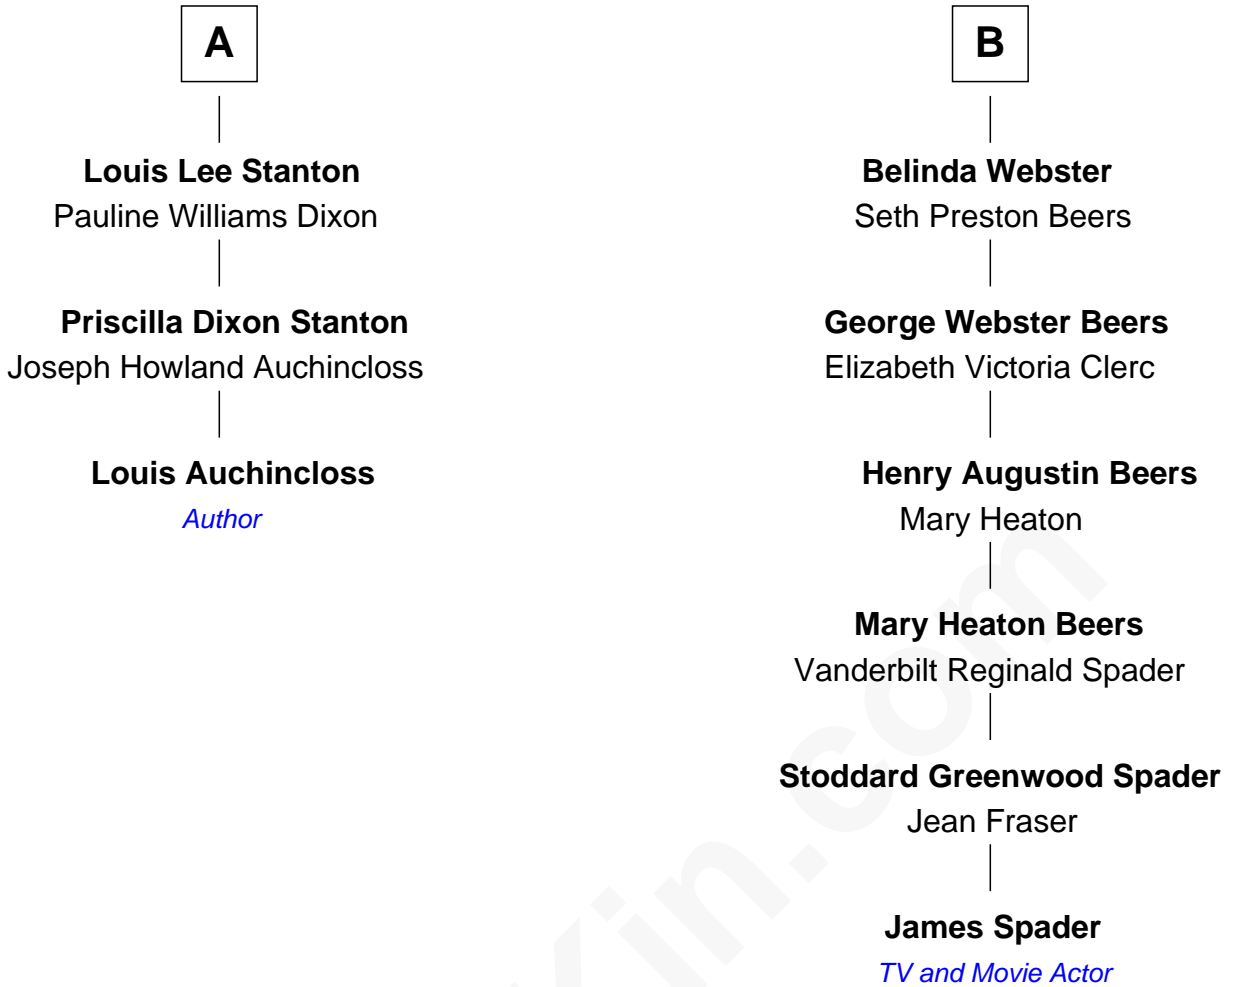 A
Louis Lee Stanton
Pauline Williams Dixon
Priscilla Dixon Stanton
Joseph Howland Auchincloss
Louis Auchincloss
Author
B
Belinda Webster
Seth Preston Beers
George Webster Beers
Elizabeth Victoria Clerc
Henry Augustin Beers
Mary Heaton
Mary Heaton Beers
Vanderbilt Reginald Spader
Stoddard Greenwood Spader
Jean Fraser
James Spader
TV and Movie Actor
Kin.com